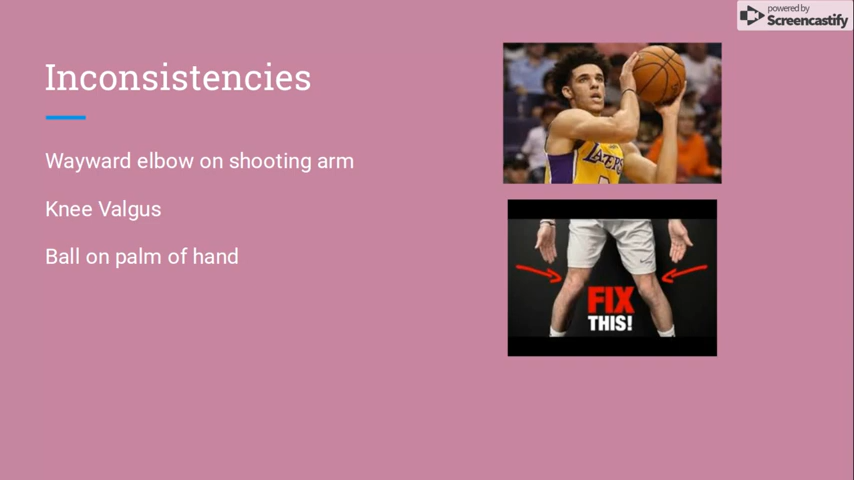 powered by
Screencastify
Inconsistencies
Wayward elbow on shooting arm
Knee Valgus
Ball on palm of hand
LAKERS
FIX
THIS!